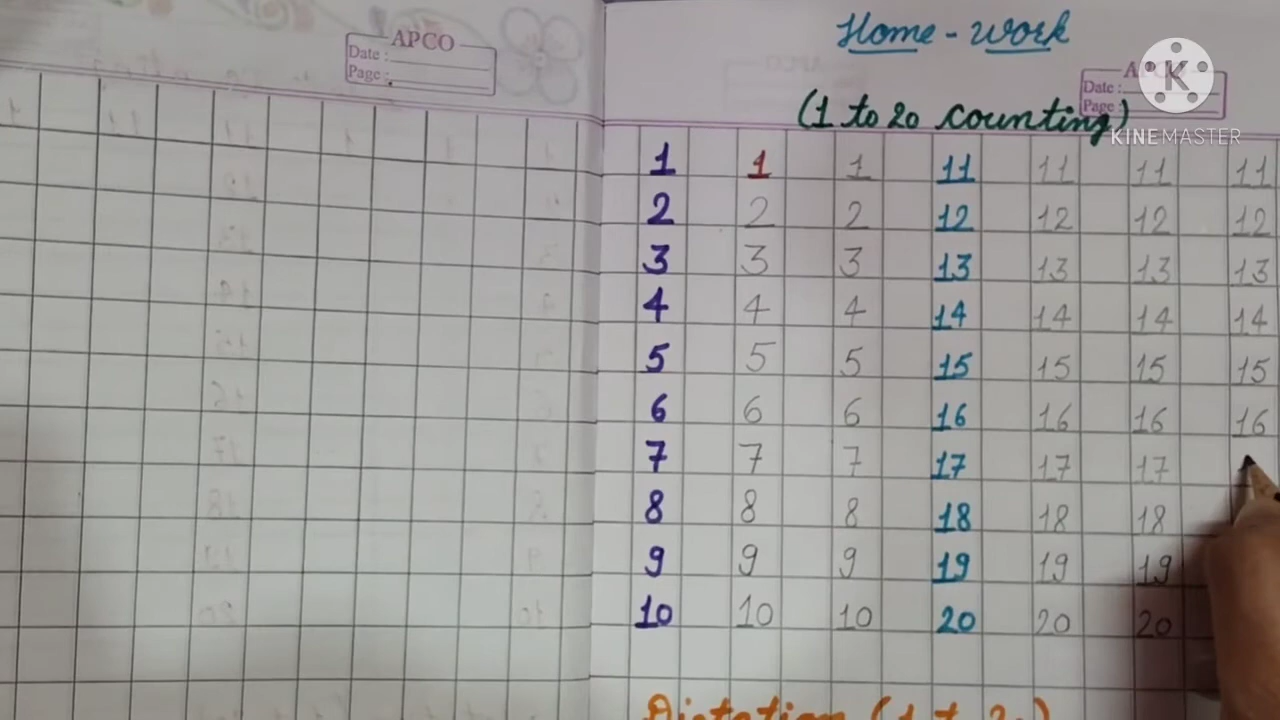 APCO
Date :
Page :
Home - work
Date :
Page :
KINEMASTER
(1 to 20 counting)
1 1 1 11 11 11 11
2 2 2 12 12 12 12
3 3 3 13 13 13 13
4 4 4 14 14 14 14
5 5 5 15 15 15 15
6 6 6 16 16 16 16
7 7 7 17 17 17
8 8 8 18 18 18
9 9 9 19 19 19
10 10 10 20 20 20
Dictation (1 to 20)